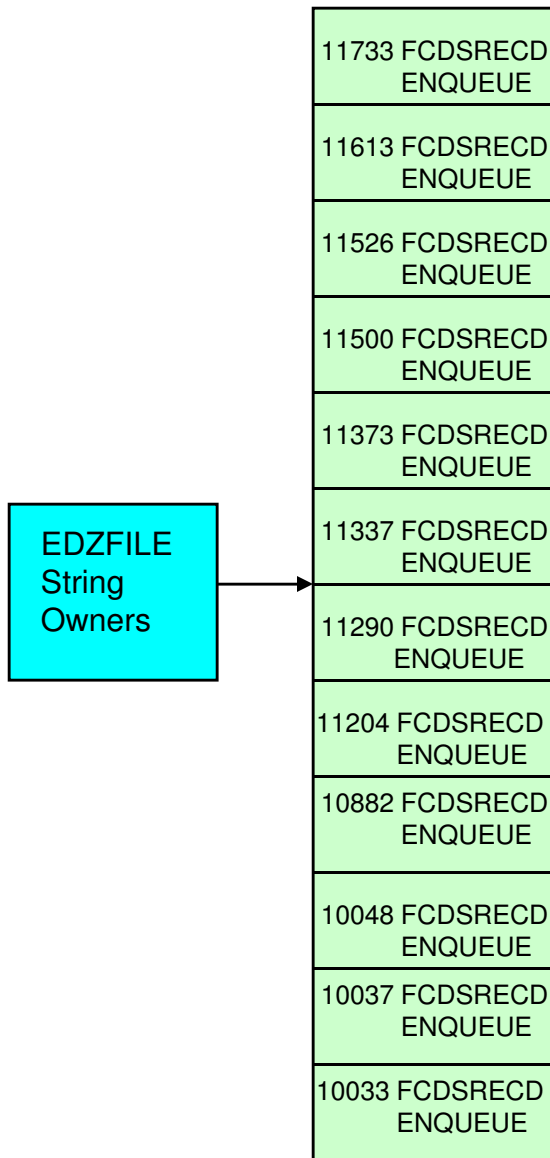 11733 FCDSRECD
ENQUEUE
11613 FCDSRECD
ENQUEUE
11526 FCDSRECD
ENQUEUE
11500 FCDSRECD
ENQUEUE
11373 FCDSRECD
ENQUEUE
EDZFILE
String
Owners
11337 FCDSRECD
ENQUEUE
11290 FCDSRECD
ENQUEUE
11204 FCDSRECD
ENQUEUE
10882 FCDSRECD
ENQUEUE
10048 FCDSRECD
ENQUEUE
10037 FCDSRECD
ENQUEUE
10033 FCDSRECD
ENQUEUE